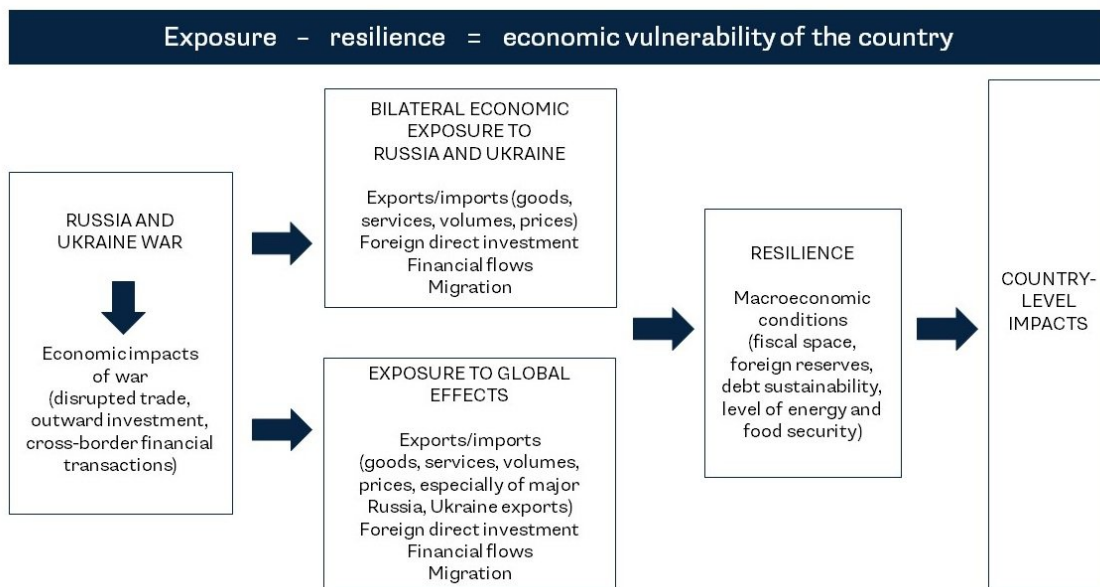 Exposure – resilience = economic vulnerability of the country
RUSSIA AND
UKRAINE WAR
Economic impacts
of war
(disrupted trade,
outward investment,
cross-border financial
transactions)
BILATERAL ECONOMIC
EXPOSURE TO
RUSSIA AND UKRAINE
Exports/imports (goods,
services, volumes, prices)
Foreign direct investment
Financial flows
Migration
EXPOSURE TO GLOBAL
EFFECTS
Exports/imports
(goods, services, volumes,
prices, especially of major
Russia, Ukraine exports)
Foreign direct investment
Financial flows
Migration
RESILIENCE
Macroeconomic
conditions
(fiscal space,
foreign reserves,
debt sustainability,
level of energy and
food security)
COUNTRY-
LEVEL
IMPACTS